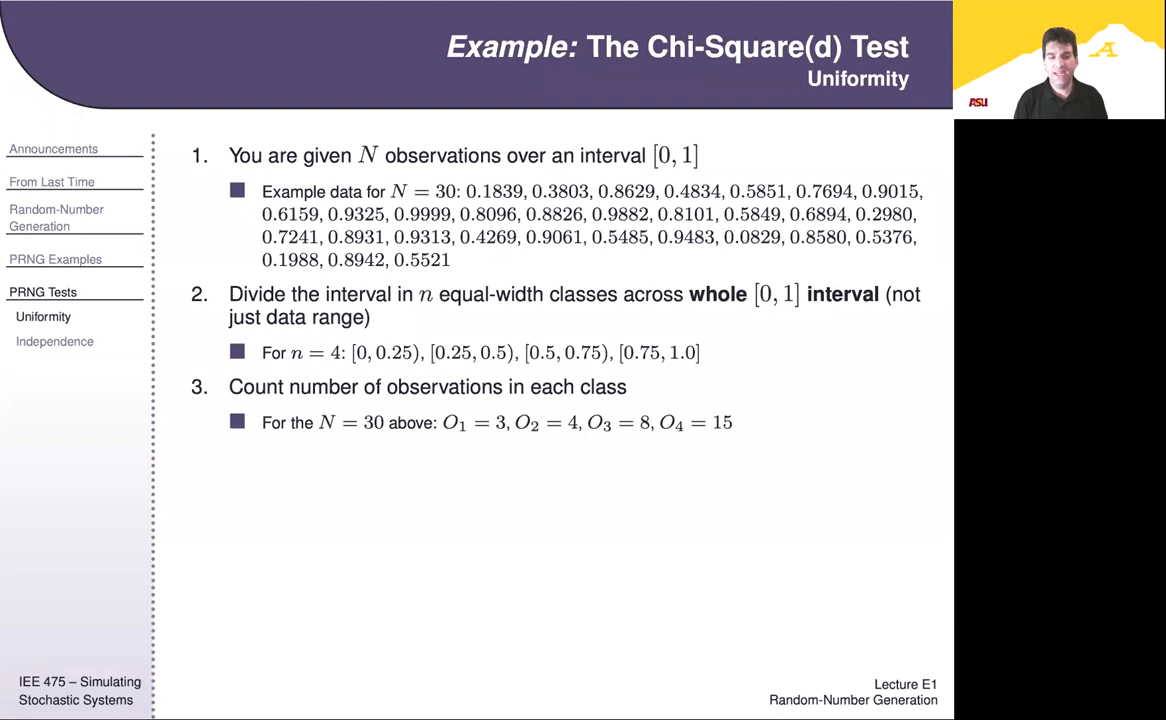 Example: The Chi-Square(d) Test
Uniformity
ASU
A
Announcements
From Last Time
Random-Number
Generation
PRNG Examples
PRNG Tests
Uniformity
Independence
1. You are given N observations over an interval [0, 1]
Example data for N = 30: 0.1839, 0.3803, 0.8629, 0.4834, 0.5851, 0.7694, 0.9015,
0.6159, 0.9325, 0.9999, 0.8096, 0.8826, 0.9882, 0.8101, 0.5849, 0.6894, 0.2980,
0.7241, 0.8931, 0.9313, 0.4269, 0.9061, 0.5485, 0.9483, 0.0829, 0.8580, 0.5376,
0.1988, 0.8942, 0.5521
2. Divide the interval in n equal-width classes across whole [0, 1] interval (not
just data range)
For n = 4: [0, 0.25), [0.25, 0.5), [0.5, 0.75), [0.75, 1.0]
3. Count number of observations in each class
For the N = 30 above: O₁ = 3, O₂ = 4, O₃ = 8, O₄ = 15
IEE 475 – Simulating
Stochastic Systems
Lecture E1
Random-Number Generation